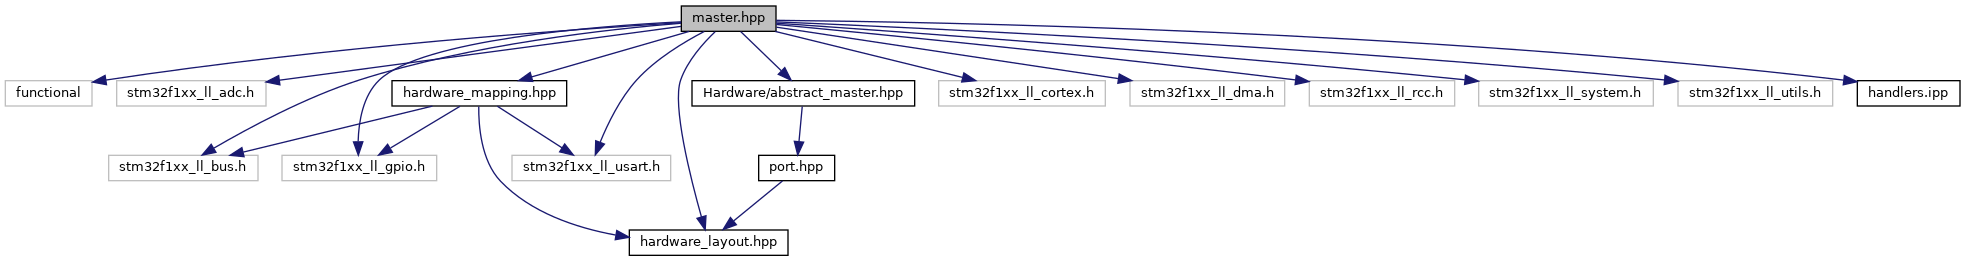 master.hpp
functional
stm32f1xx_ll_adc.h
hardware_mapping.hpp
Hardware/abstract_master.hpp
stm32f1xx_ll_cortex.h
stm32f1xx_ll_dma.h
stm32f1xx_ll_rcc.h
stm32f1xx_ll_system.h
stm32f1xx_ll_utils.h
handlers.ipp
stm32f1xx_ll_bus.h
stm32f1xx_ll_gpio.h
stm32f1xx_ll_usart.h
port.hpp
hardware_layout.hpp